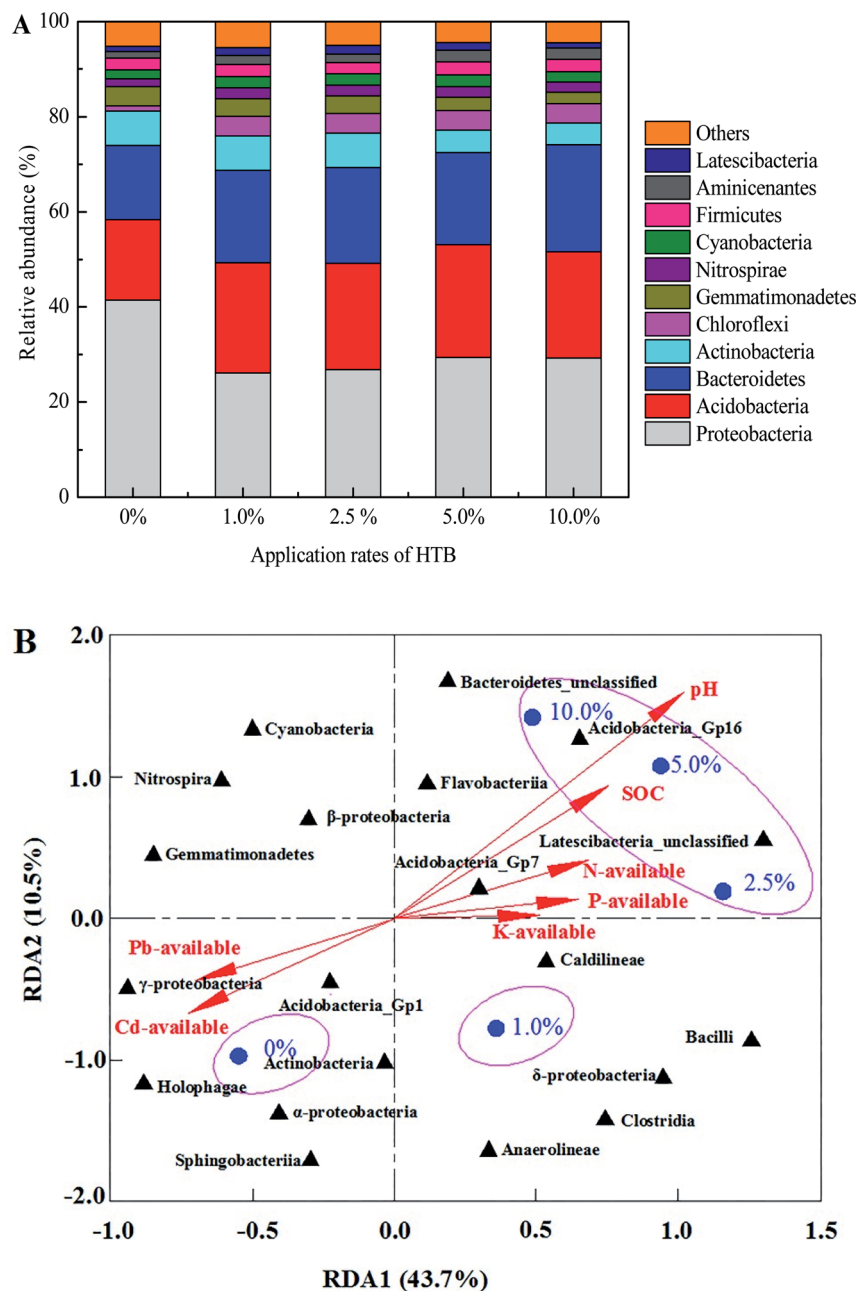 A
100
80
60
40
20
0
Relative abundance (%)
0%
1.0%
2.5 %
5.0%
10.0%
Application rates of HTB
Others
Latescibacteria
Aminicenantes
Firmicutes
Cyanobacteria
Nitrospirae
Gemmatimonadetes
Chloroflexi
Actinobacteria
Bacteroidetes
Acidobacteria
Proteobacteria
B
2.0
1.0
0.0
-1.0
-2.0
RDA2 (10.5%)
Bacteroidetes_unclassified
pH
10.0%
Cyanobacteria
Acidobacteria_Gp16
5.0%
Nitrospira
Flavobacteriia
SOC
β-proteobacteria
Latescibacteria_unclassified
Gemmatimonadetes
Acidobacteria_Gp7
N-available
2.5%
P-available
K-available
Pb-available
Caldilineae
γ-proteobacteria
Acidobacteria_Gp1
Cd-available
1.0%
0%
Bacilli
Actinobacteria
δ-proteobacteria
Holophagae
α-proteobacteria
Clostridia
Sphingobacteriia
Anaerolineae
-1.0
-0.5
0.0
0.5
1.0
1.5
RDA1 (43.7%)